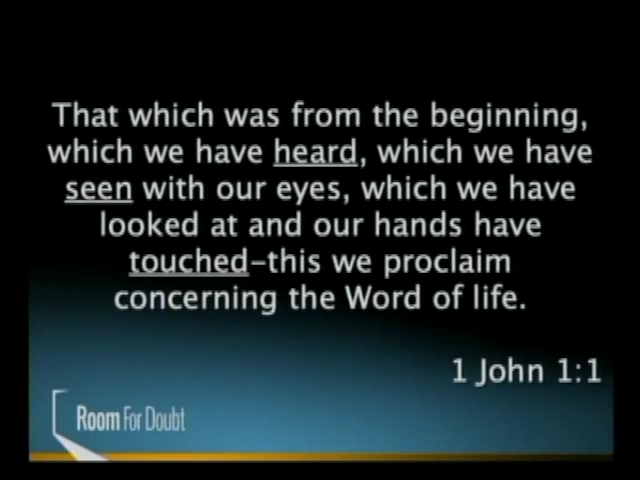 That which was from the beginning,
which we have heard, which we have
seen with our eyes, which we have
looked at and our hands have
touched–this we proclaim
concerning the Word of life.
1 John 1:1
Room For Doubt